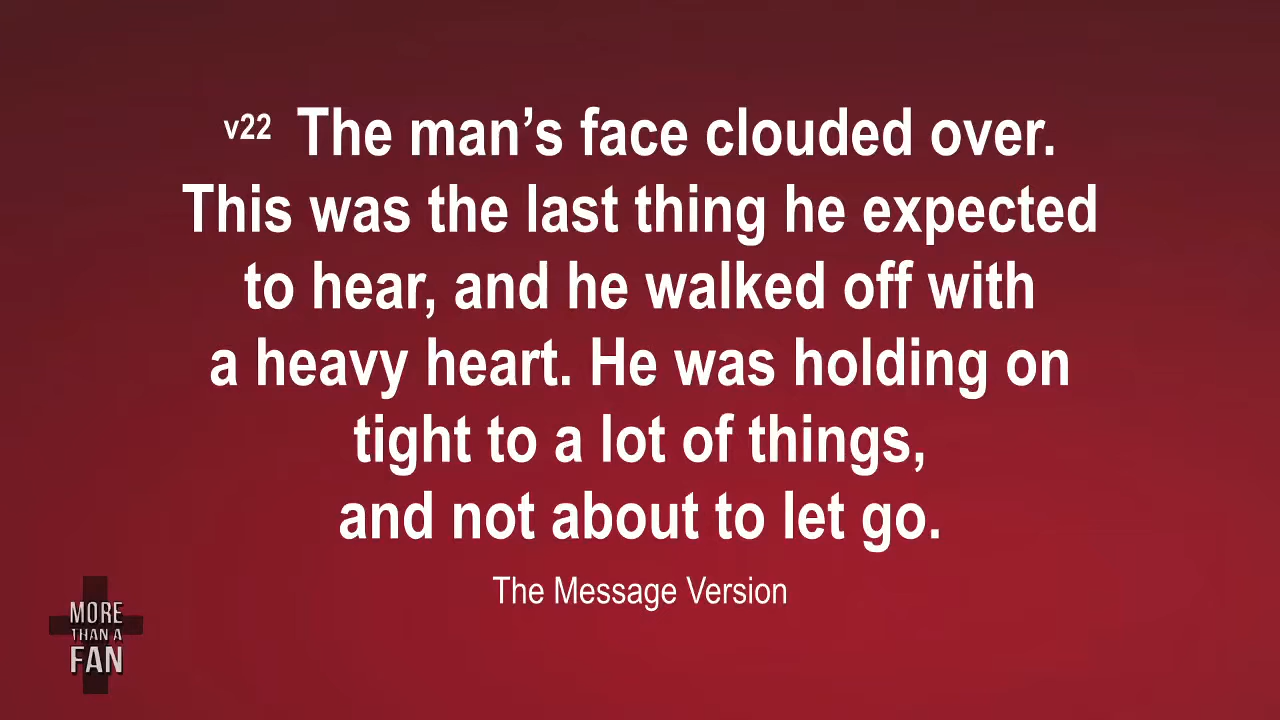 v22 The man’s face clouded over.
This was the last thing he expected
to hear, and he walked off with
a heavy heart. He was holding on
tight to a lot of things,
and not about to let go.
The Message Version
MORE
THAN A
FAN